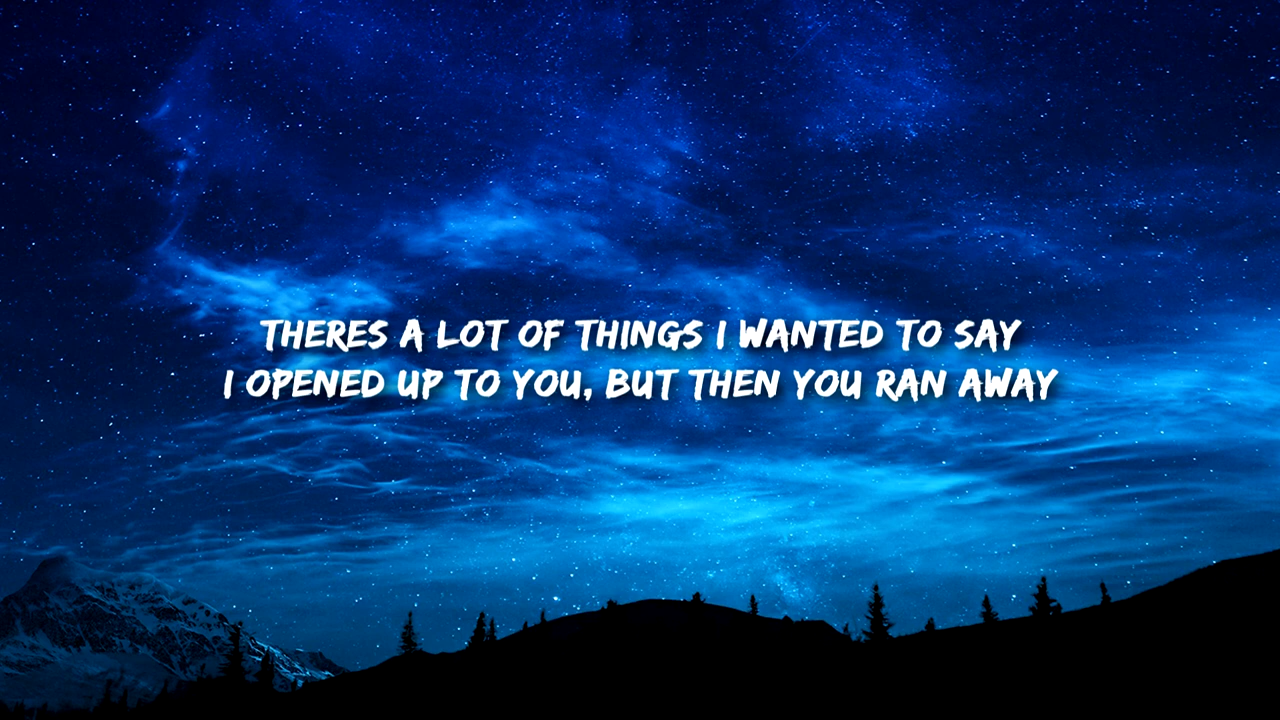 THERES A LOT OF THINGS I WANTED TO SAY
I OPENED UP TO YOU, BUT THEN YOU RAN AWAY